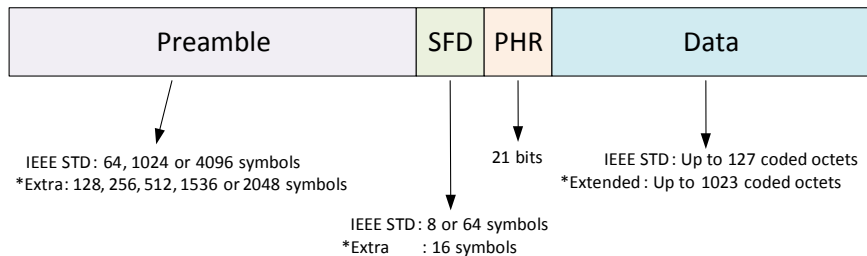 Preamble SFD PHR Data
IEEE STD : 64, 1024 or 4096 symbols
*Extra : 128, 256, 512, 1536 or 2048 symbols
21 bits
IEEE STD : Up to 127 coded octets
*Extended : Up to 1023 coded octets
IEEE STD : 8 or 64 symbols
*Extra : 16 symbols